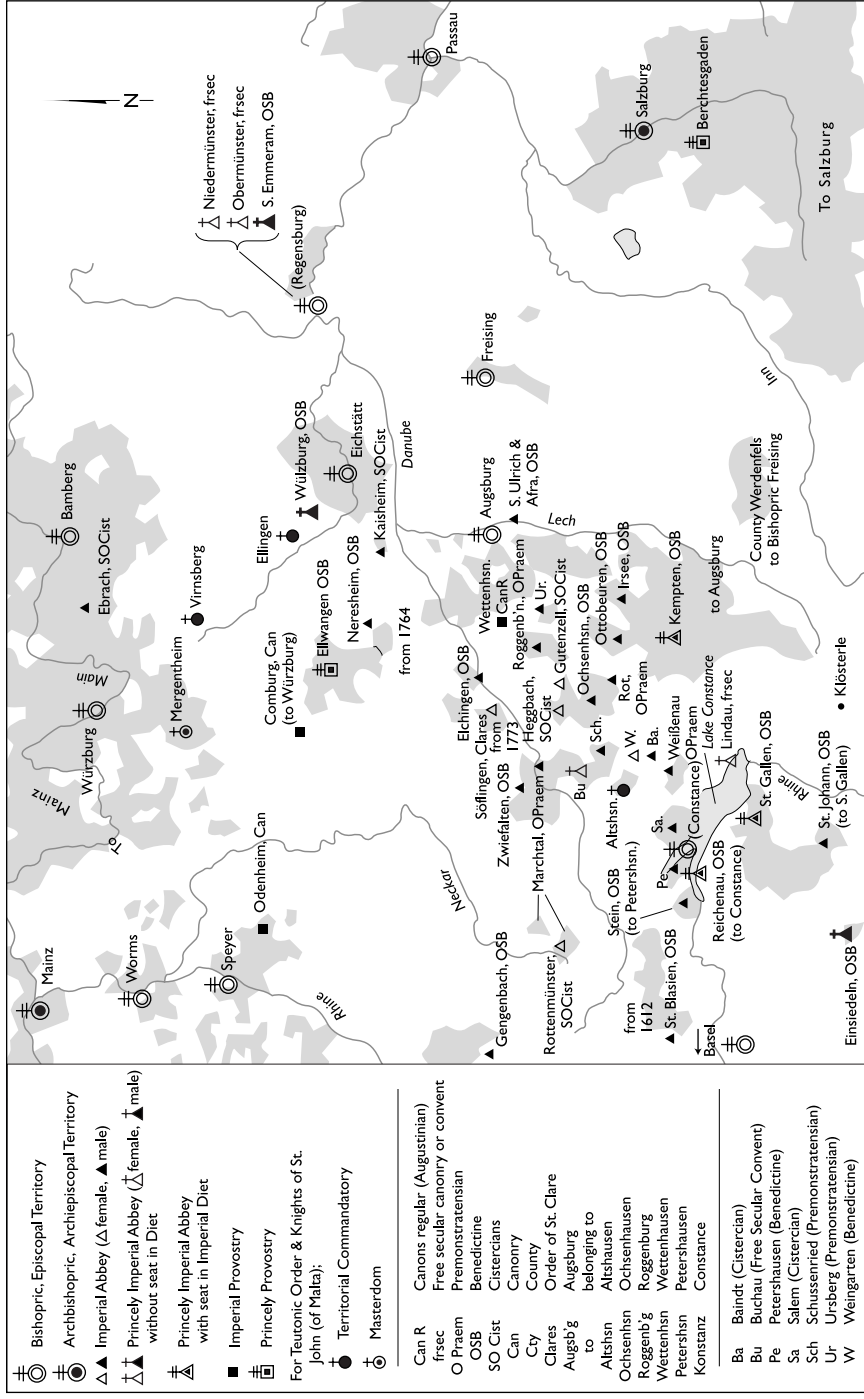 Bishopric, Episcopal Territory
Archbishopric, Archiepiscopal Territory
Imperial Abbey (△ female, ▲ male)
Princely Imperial Abbey (female, male)
without seat in Diet
Princely Imperial Abbey
with seat in Imperial Diet
Imperial Provostry
Princely Provostry
For Teutonic Order & Knights of St.
John (of Malta);
Territorial Commandatory
Masterdom
Can R Canons regular (Augustinian)
frsec Free secular canonry or convent
O Praem Premonstratensian
OSB Benedictine
SO Cist Cistercians
Can Canonry
Cty County
Clares Order of St. Clare
Augsb'g Augsburg
to belonging to
Altshsn Altshausen
Ochsenhsn Ochsenhausen
Roggenb'g Roggenburg
Wettenhsn Wettenhausen
Petershsn Petershausen
Konstanz Constance
Ba Baindt (Cistercian)
Bu Buchau (Free Secular Convent)
Pe Petershausen (Benedictine)
Sa Salem (Cistercian)
Sch Schussenried (Premonstratensian)
Ur Ursberg (Premonstratensian)
W Weingarten (Benedictine)
Mainz
Worms
Speyer
Odenheim, Can
Rhine
Neckar
To
Mainz
Würzburg
Main
Mergentheim
Bamberg
Ebrach, SOCist
Virnsberg
Comburg, Can
(to Würzburg)
Ellwangen OSB
Neresheim, OSB
from 1764
Ellingen
Wülzburg, OSB
Eichstätt
Kaisheim, SOCist
Danube
(Regensburg)
Niedermünster, frsec
Obermünster, frsec
S. Emmeram, OSB
N
Passau
Freising
Augsburg
S. Ulrich &
Afra, OSB
Lech
Wettenhsn.
CanR
Roggenb'n., OPraem
Ur.
Elchingen, OSB
Soflingen, Clares
from
1773
Heggbach,
SOCist
Gutenzell, SOCist
Ochsenhsn., OSB
Ottobeuren, OSB
Irsee, OSB
Zwiefalten, OSB
Marchtal, OPraem
Bu
Sch.
Rot,
OPraem
Kempten, OSB
to Augsburg
County Werdenfels
to Bishopric Freising
Inn
Salzburg
Berchtesgaden
To Salzburg
Gengenbach, OSB
Rottenmünster,
SOCist
Altshsn.
W.
Ba.
Weißenau
OPraem
Lake Constance
Lindau, frsec
Stein, OSB
(to Petershsn.)
Pe
Sa.
(Constance)
from
1612
St. Blasien, OSB
Basel
Reichenau, OSB
(to Constance)
St. Gallen, OSB
Rhine
Klösterle
St. Johann, OSB
(to S. Gallen)
Einsiedeln, OSB